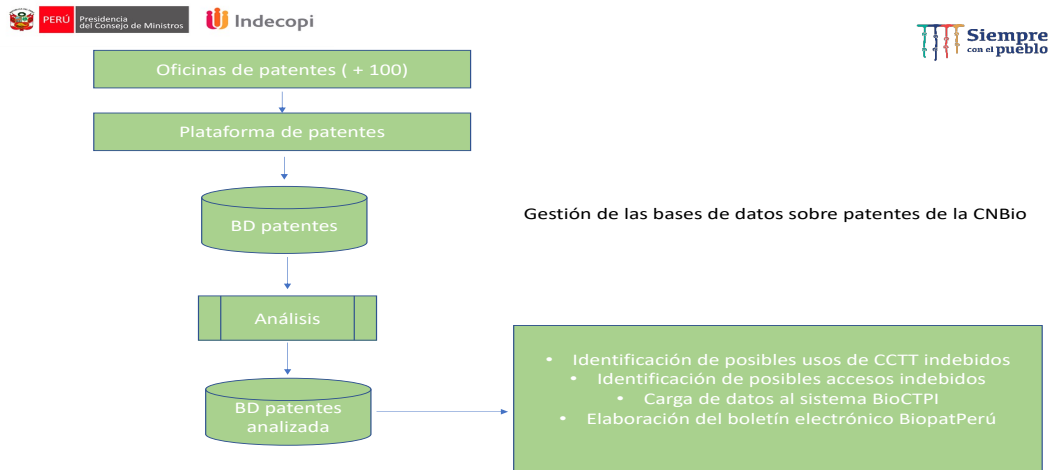 PERÚ
Presidencia
del Consejo de Ministros
Indecopi
Siempre
con el pueblo
Oficinas de patentes ( + 100)
Plataforma de patentes
BD patentes
Gestión de las bases de datos sobre patentes de la CNBio
Análisis
• Identificación de posibles usos de CCTT indebidos
• Identificación de posibles accesos indebidos
• Carga de datos al sistema BioCTPI
• Elaboración del boletín electrónico BiopatPerú
BD patentes
analizada